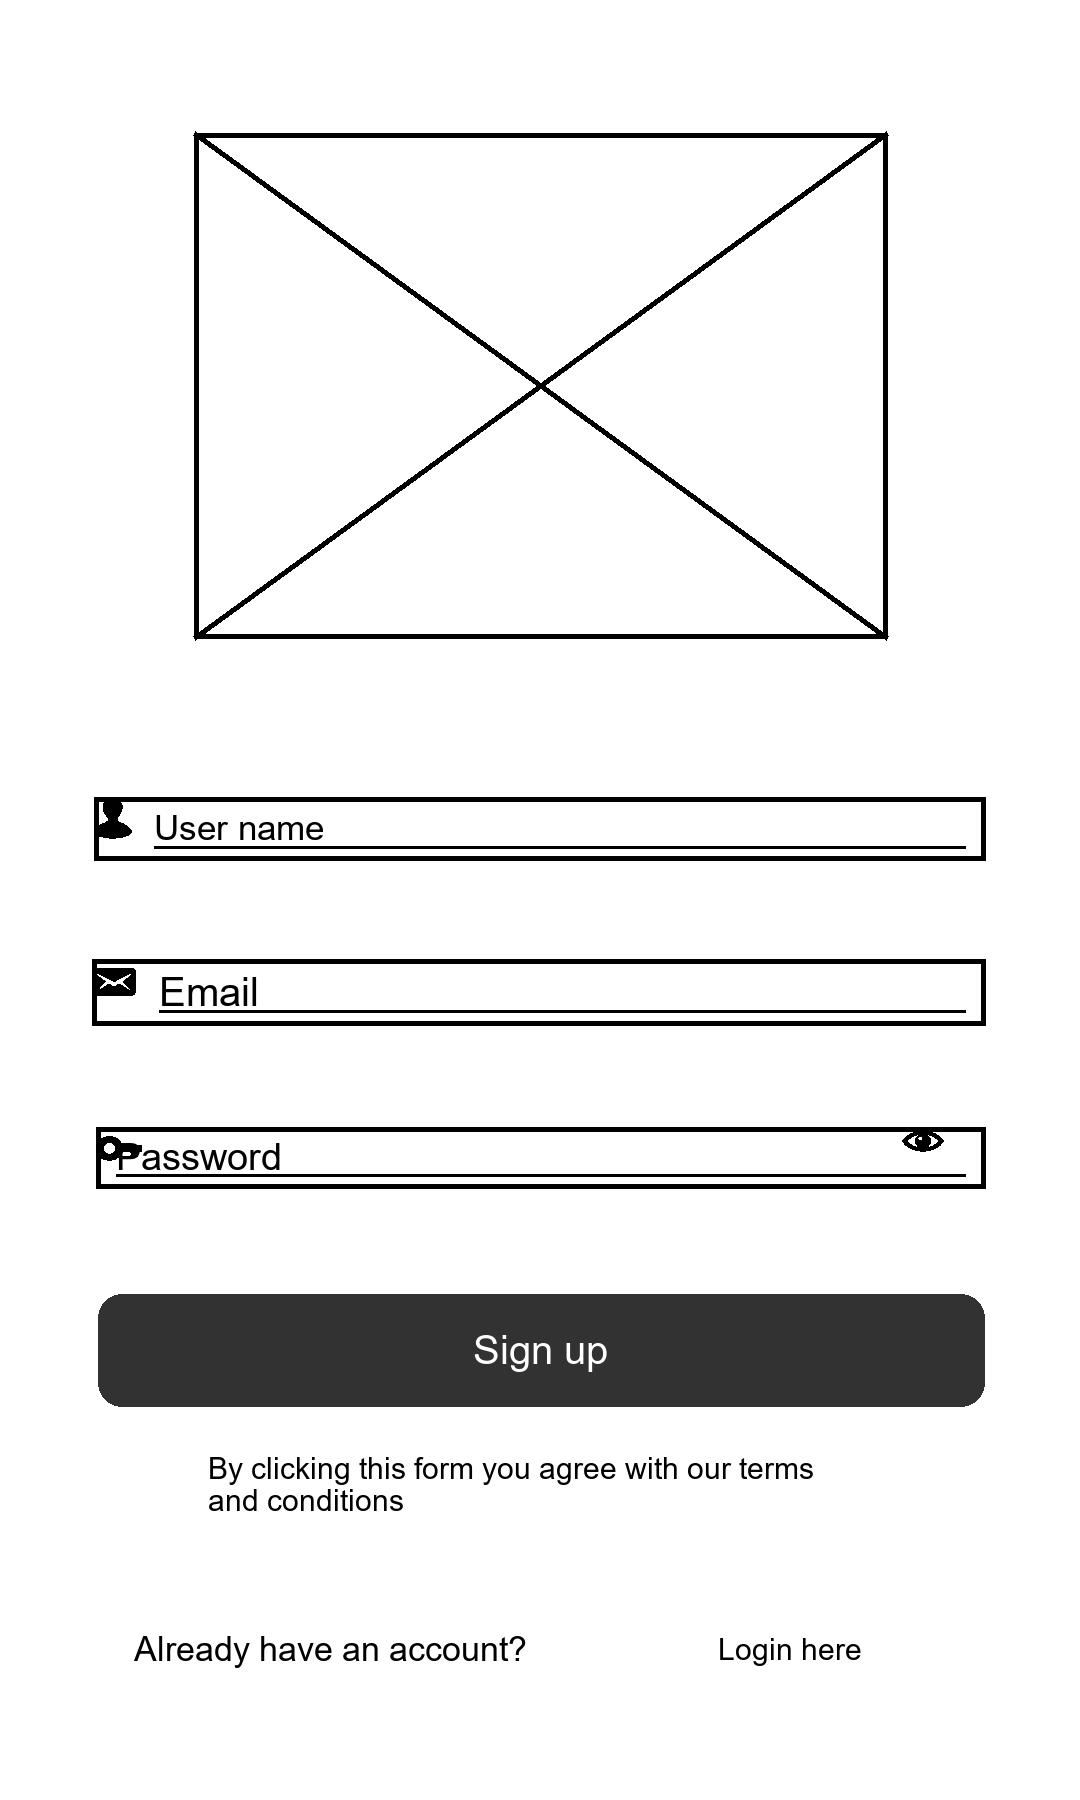 User name
Email
Password
Sign up
By clicking this form you agree with our terms
and conditions
Already have an account? Login here